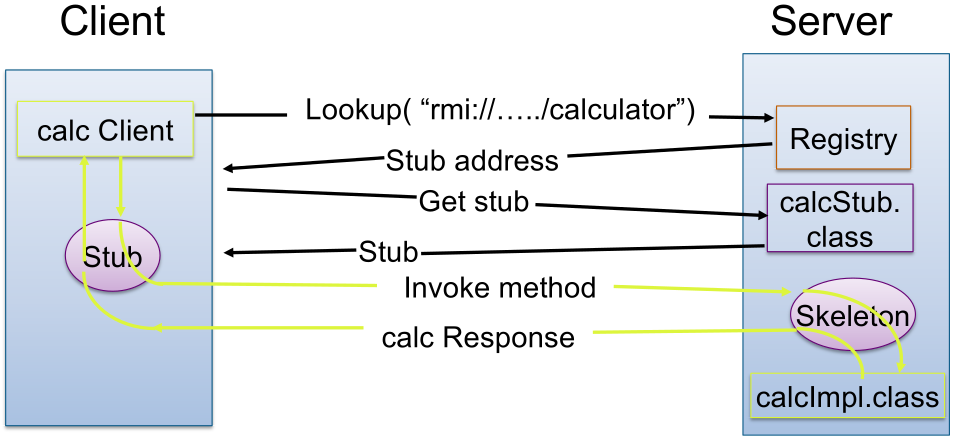 Client
Server
calc Client
Lookup( “rmi://…../calculator”)
Registry
Stub address
Get stub
calcStub.
class
Stub
Stub
Invoke method
Skeleton
calc Response
calcImpl.class